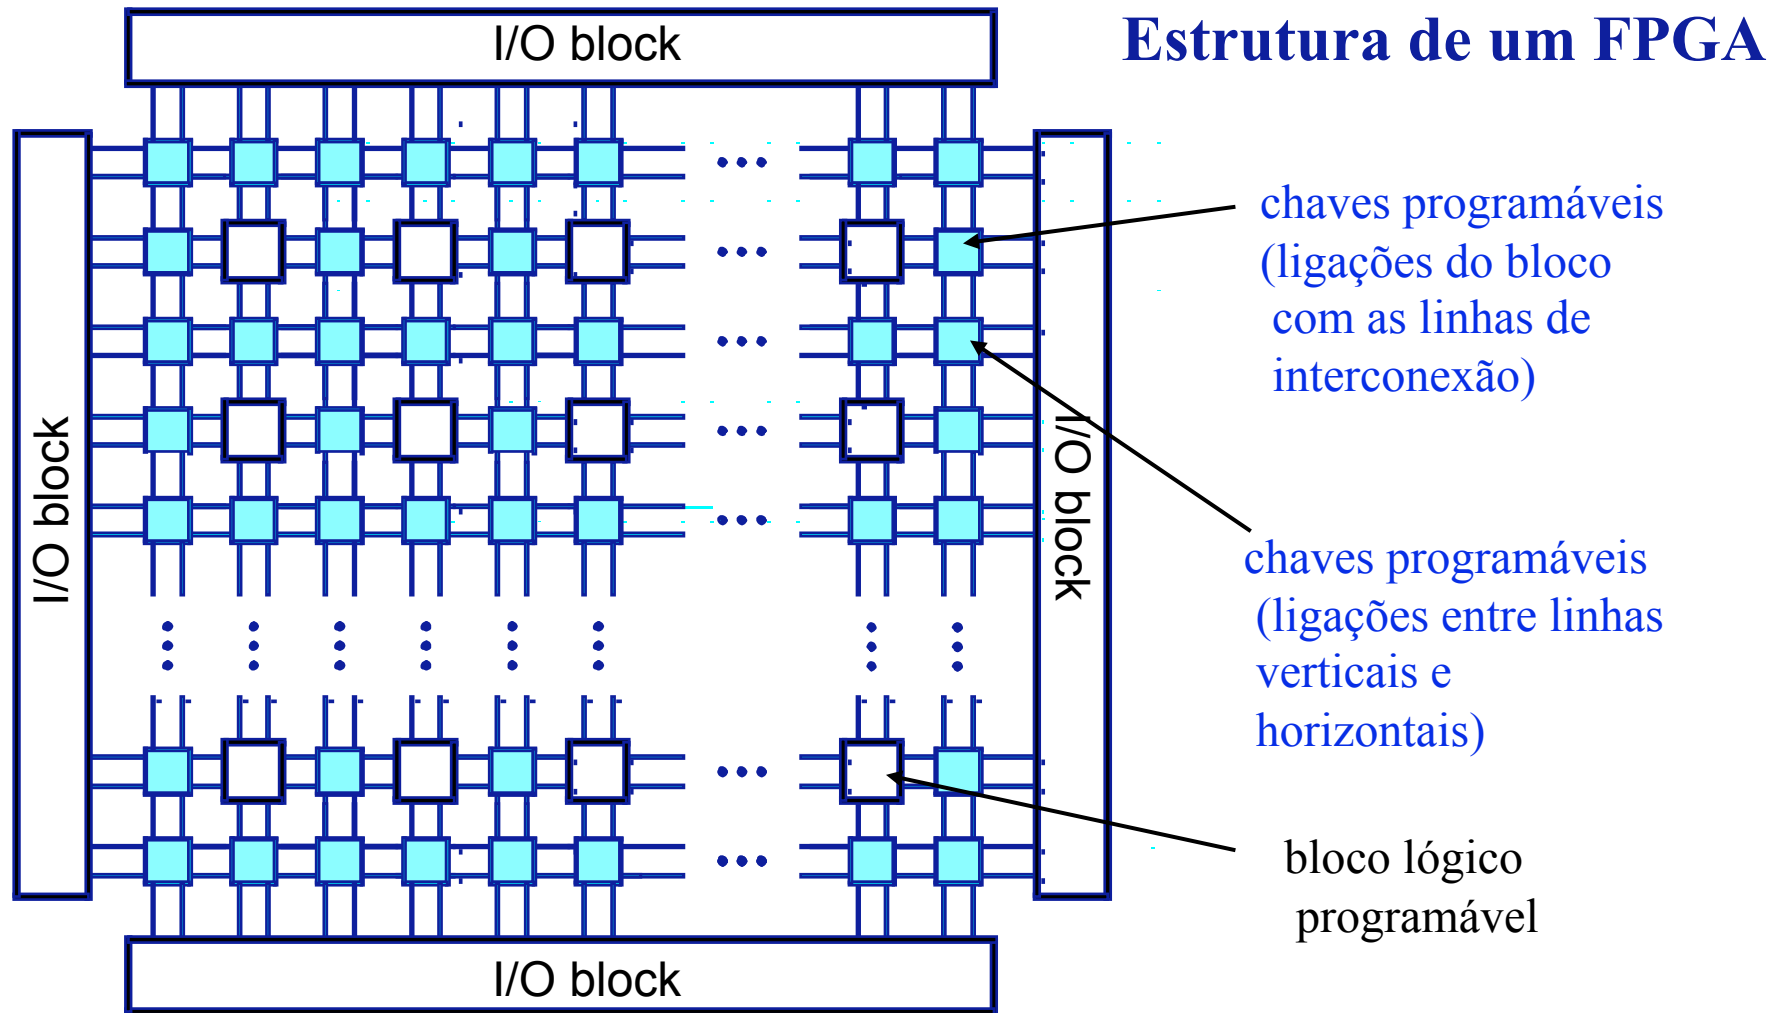 I/O block
Estrutura de um FPGA
I/O block
I/O block
chaves programáveis
(ligações do bloco
com as linhas de
interconexão)
chaves programáveis
(ligações entre linhas
verticais e
horizontais)
bloco lógico
programável
I/O block